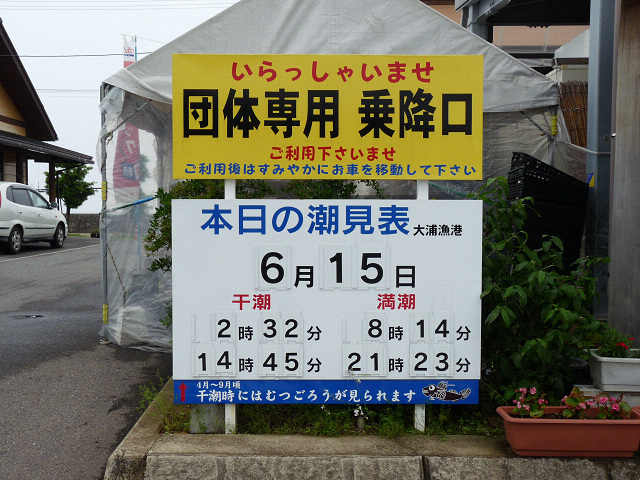 いらっしゃいませ
団体専用 乗降口
ご利用下さいませ
ご利用後はすみやかにお車を移動して下さい
本日の潮見表 大浦漁港
6月15日
干潮 満潮
2時32分 8時14分
14時45分 21時23分
4月〜9月頃
干潮時にはむつごろうが見られます